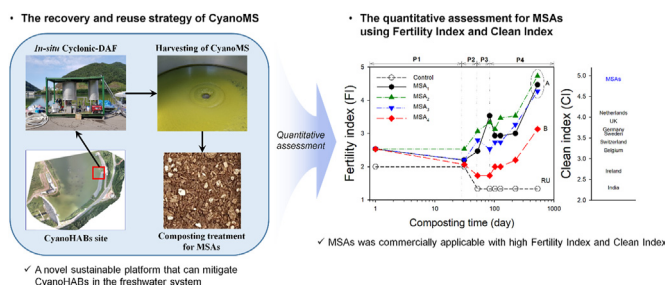 • The recovery and reuse strategy of CyanoMS
In-situ Cyclonic-DAF
Harvesting of CyanoMS
CyanoHABs site
Composting treatment
for MSAs
✓ A novel sustainable platform that can mitigate
CyanoHABs in the freshwater system
Quantitative
assessment
• The quantitative assessment for MSAs
using Fertility Index and Clean Index
P1
P2
P3
P4
Control
MSA₁
MSA₂
MSA₃
MSA₄
A
B
RU
Fertility index (FI)
5
4
3
2
1
1
10
100
1000
Composting time (day)
Clean index (CI)
5.0
4.5
4.0
3.5
3.0
2.5
2.0
MSAs
Netherlands
UK
Germany
Sweden
Switzerland
Belgium
Ireland
India
✓ MSAs was commercially applicable with high Fertility Index and Clean Index